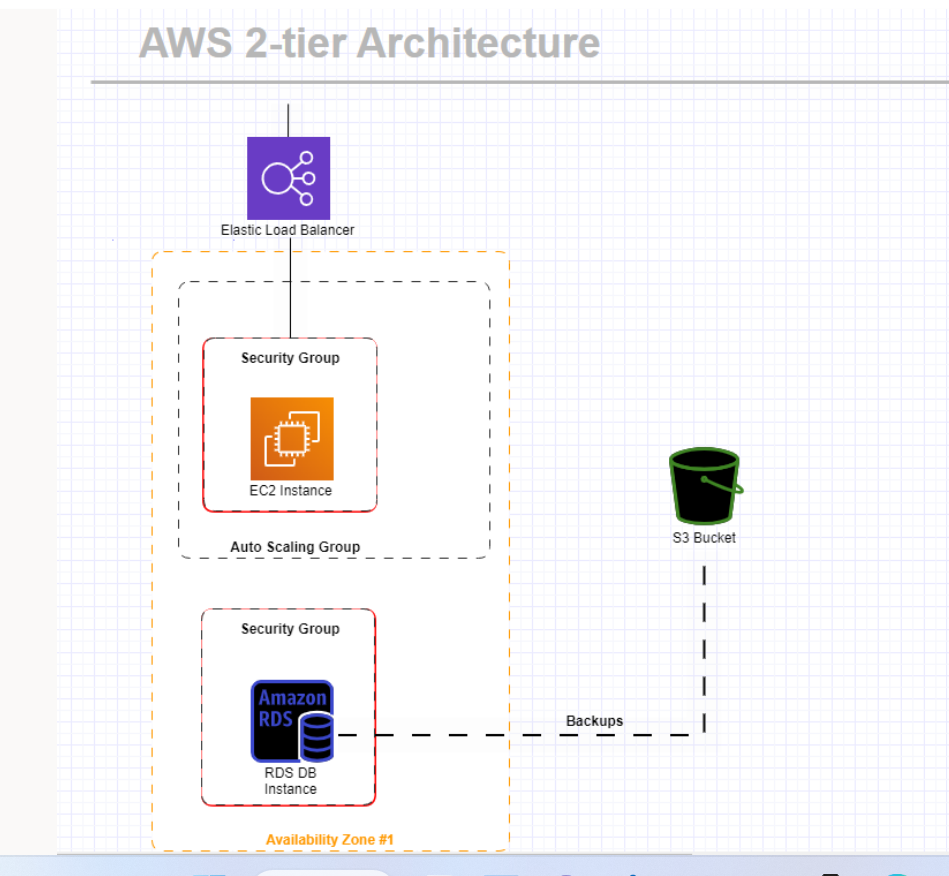 AWS 2-tier Architecture
Elastic Load Balancer
Security Group
EC2 Instance
Auto Scaling Group
S3 Bucket
Security Group
Amazon
RDS
Backups
RDS DB
Instance
Availability Zone #1